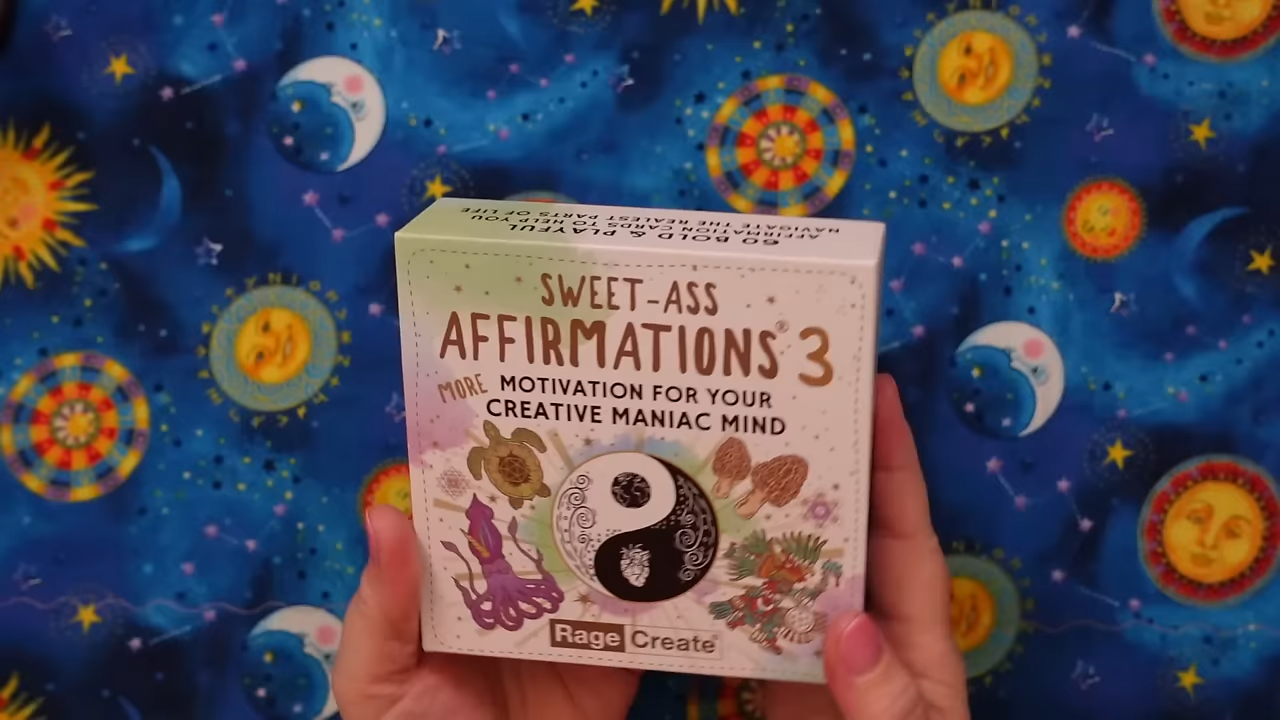 60 BOLD & PLAYFUL
AFFIRMATION CARDS TO HELP YOU
NAVIGATE THE REALEST PARTS OF LIFE
SWEET-ASS
AFFIRMATIONS® 3
MORE MOTIVATION FOR YOUR
CREATIVE MANIAC MIND
Rage Create®